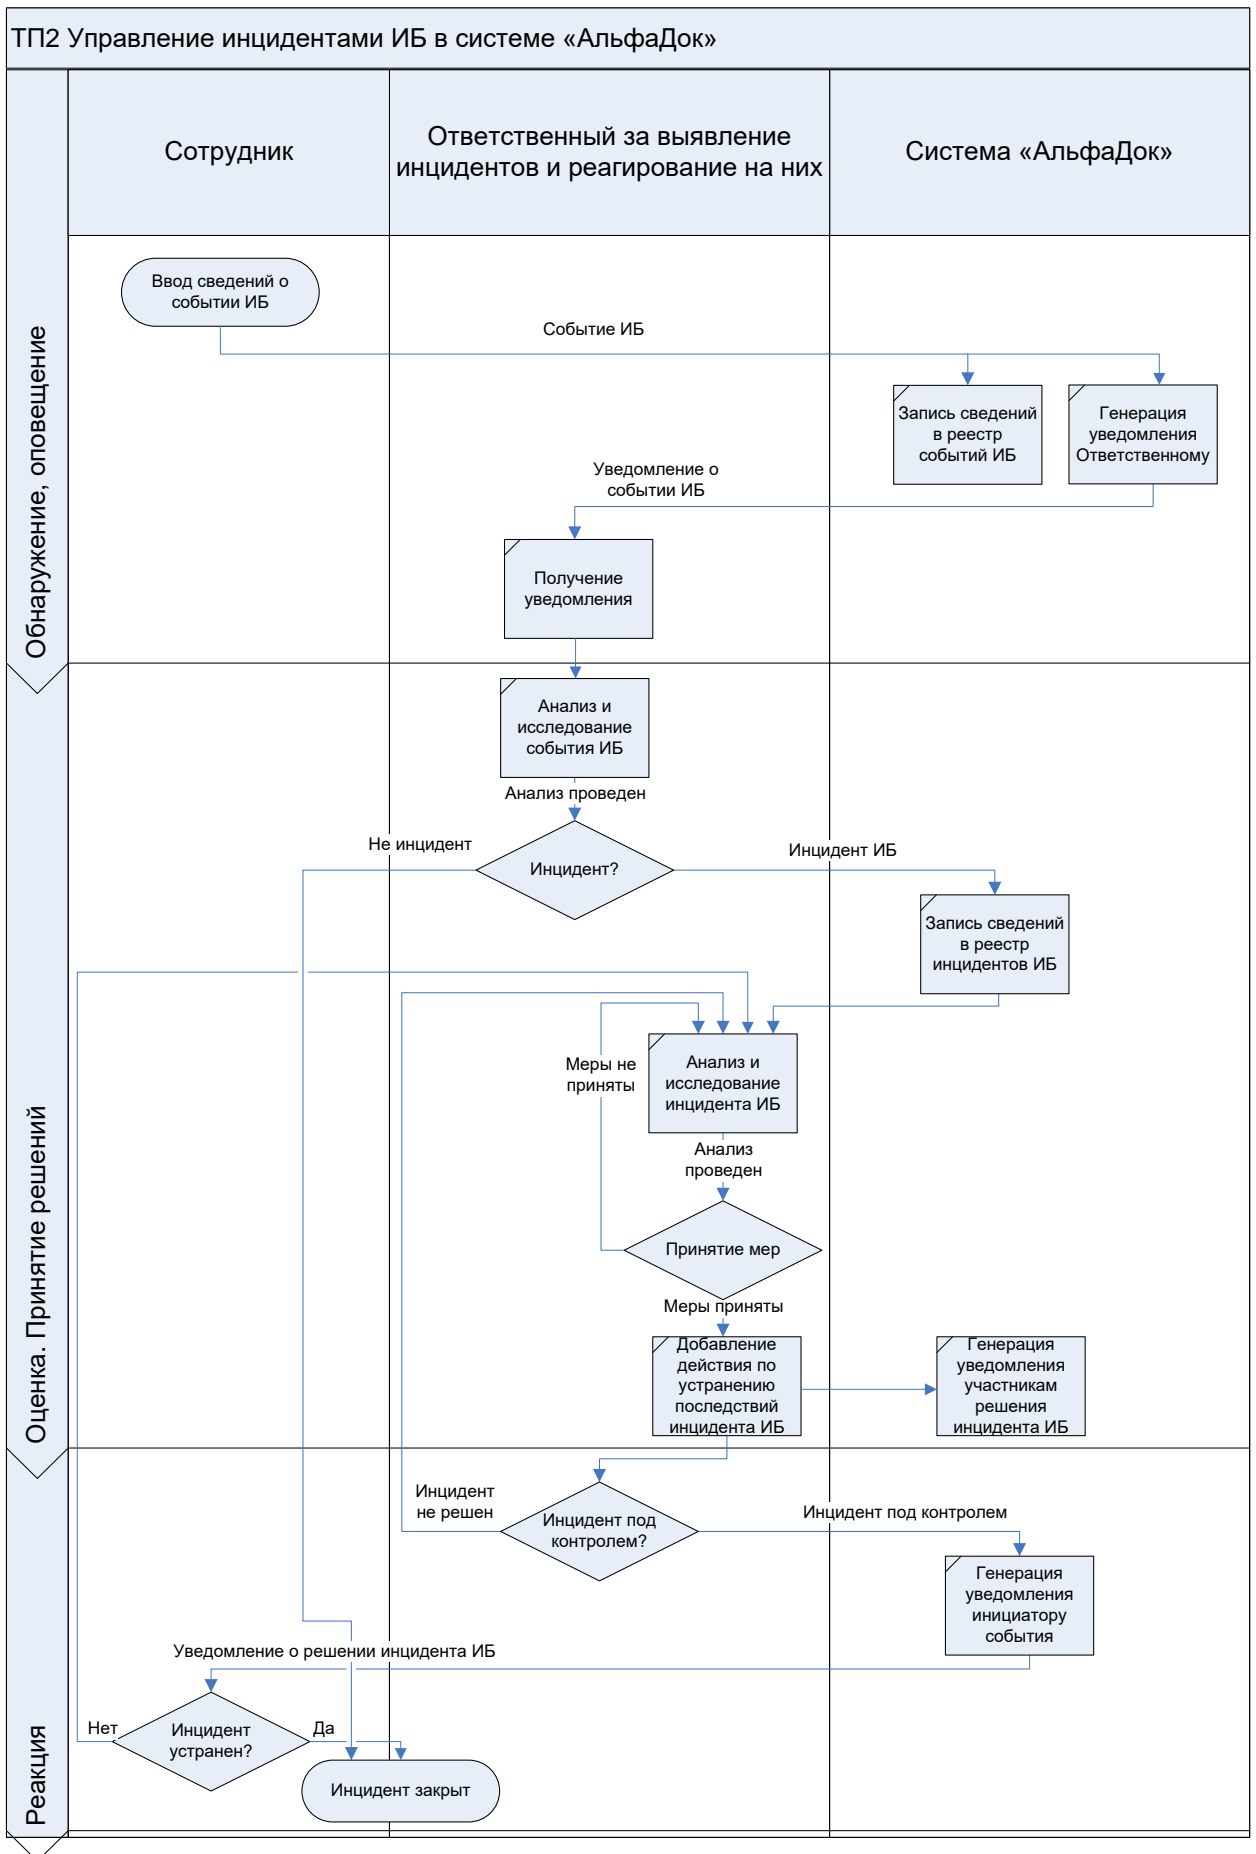 ТП2 Управление инцидентами ИБ в системе «АльфаДок»
Сотрудник
Ответственный за выявление
инцидентов и реагирование на них
Система «АльфаДок»
Обнаружение, оповещение
Ввод сведений о
событии ИБ
Событие ИБ
Запись сведений
в реестр
событий ИБ
Генерация
уведомления
Ответственному
Уведомление о
событии ИБ
Получение
уведомления
Оценка. Принятие решений
Анализ и
исследование
события ИБ
Анализ проведен
Не инцидент
Инцидент?
Инцидент ИБ
Запись сведений
в реестр
инцидентов ИБ
Меры не
приняты
Анализ и
исследование
инцидента ИБ
Анализ
проведен
Принятие мер
Меры приняты
Добавление
действия по
устранению
последствий
инцидента ИБ
Генерация
уведомления
участникам
решения
инцидента ИБ
Реакция
Инцидент
не решен
Инцидент под
контролем?
Инцидент под контролем
Генерация
уведомления
инициатору
события
Уведомление о решении инцидента ИБ
Нет
Инцидент
устранен?
Да
Инцидент закрыт